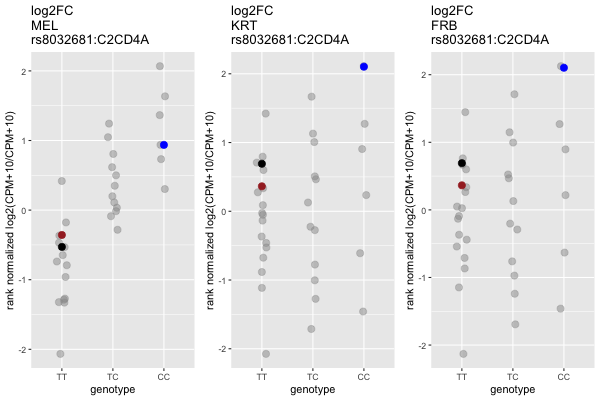 log2FC
MEL
rs8032681:C2CD4A
rank normalized log2(CPM+10/CPM+10)
2
1
0
-1
-2
TT
TC
CC
genotype
log2FC
KRT
rs8032681:C2CD4A
rank normalized log2(CPM+10/CPM+10)
2
1
0
-1
-2
TT
TC
CC
genotype
log2FC
FRB
rs8032681:C2CD4A
rank normalized log2(CPM+10/CPM+10)
2
1
0
-1
-2
TT
TC
CC
genotype